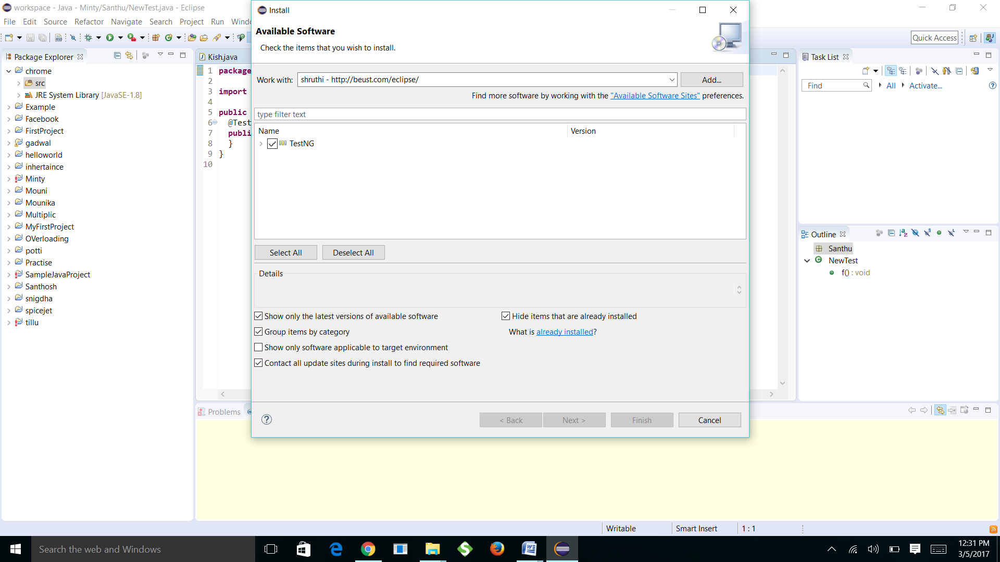 workspace - Java - Minty/Santhu/NewTest.java - Eclipse
File Edit Source Refactor Navigate Search Project Run
Quick Access
Package Explorer
chrome
src
JRE System Library [JavaSE-1.8]
Example
Facebook
FirstProject
gadwal
helloworld
inhertaince
Minty
Mouni
Mounika
Multiplic
MyFirstProject
OVerloading
potti
Practise
SampleJavaProject
Santhosh
snigdha
spicejet
tillu
Kish.java
1 package
2
3 import
4
5 public
6 @Test
7 publi
8 }
9 }
10
Install
Available Software
Check the items that you wish to install.
Work with: shruthi - http://beust.com/eclipse/ Add...
Find more software by working with the "Available Software Sites" preferences.
type filter text
Name Version
TestNG
Select All Deselect All
Details
Show only the latest versions of available software Hide items that are already installed
Group items by category What is already installed?
Show only software applicable to target environment
Contact all update sites during install to find required software
? < Back Next > Finish Cancel
Task List
Find All Activate...
Outline
Santhu
NewTest
f() : void
Problems @
Writable Smart Insert 1 : 1
Search the web and Windows
12:31 PM
3/5/2017